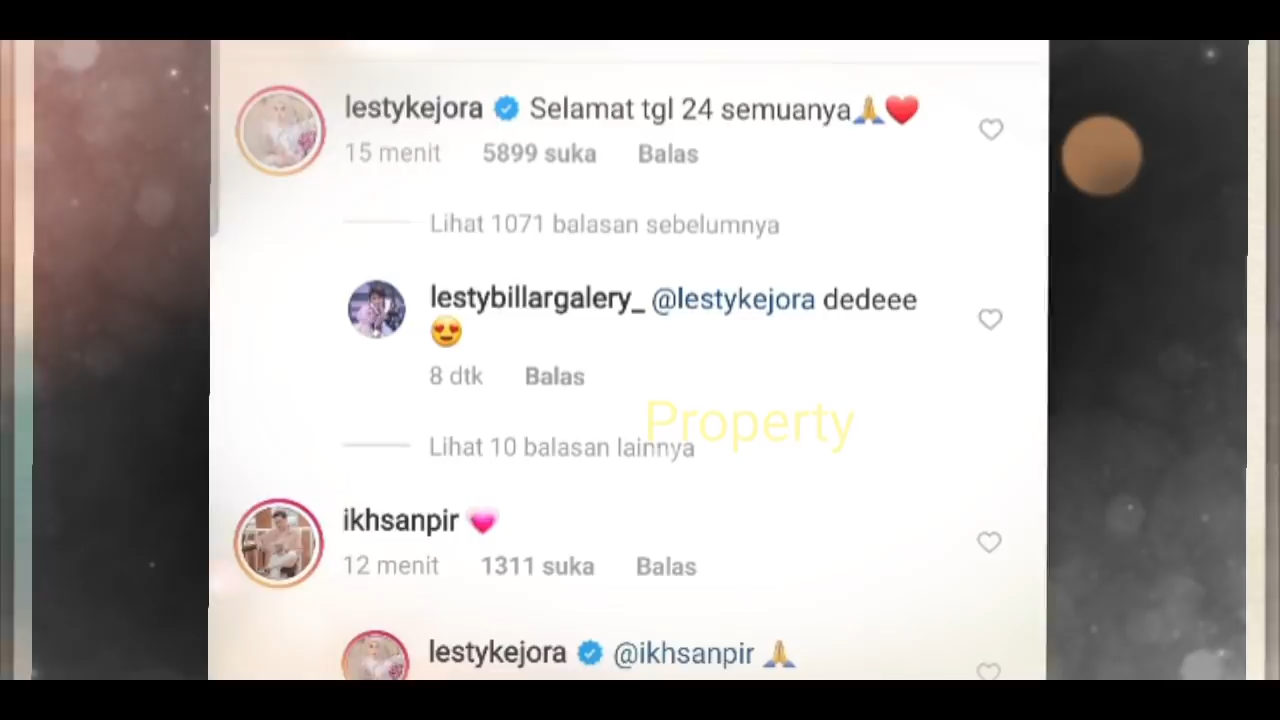 lestykejora Selamat tgl 24 semuanya🙏❤️
15 menit 5899 suka Balas
Lihat 1071 balasan sebelumnya
lestybillargalery_ @lestykejora dedeee
😍
8 dtk Balas
Property
Lihat 10 balasan lainnya
ikhsanpir 💗
12 menit 1311 suka Balas
lestykejora @ikhsanpir 🙏